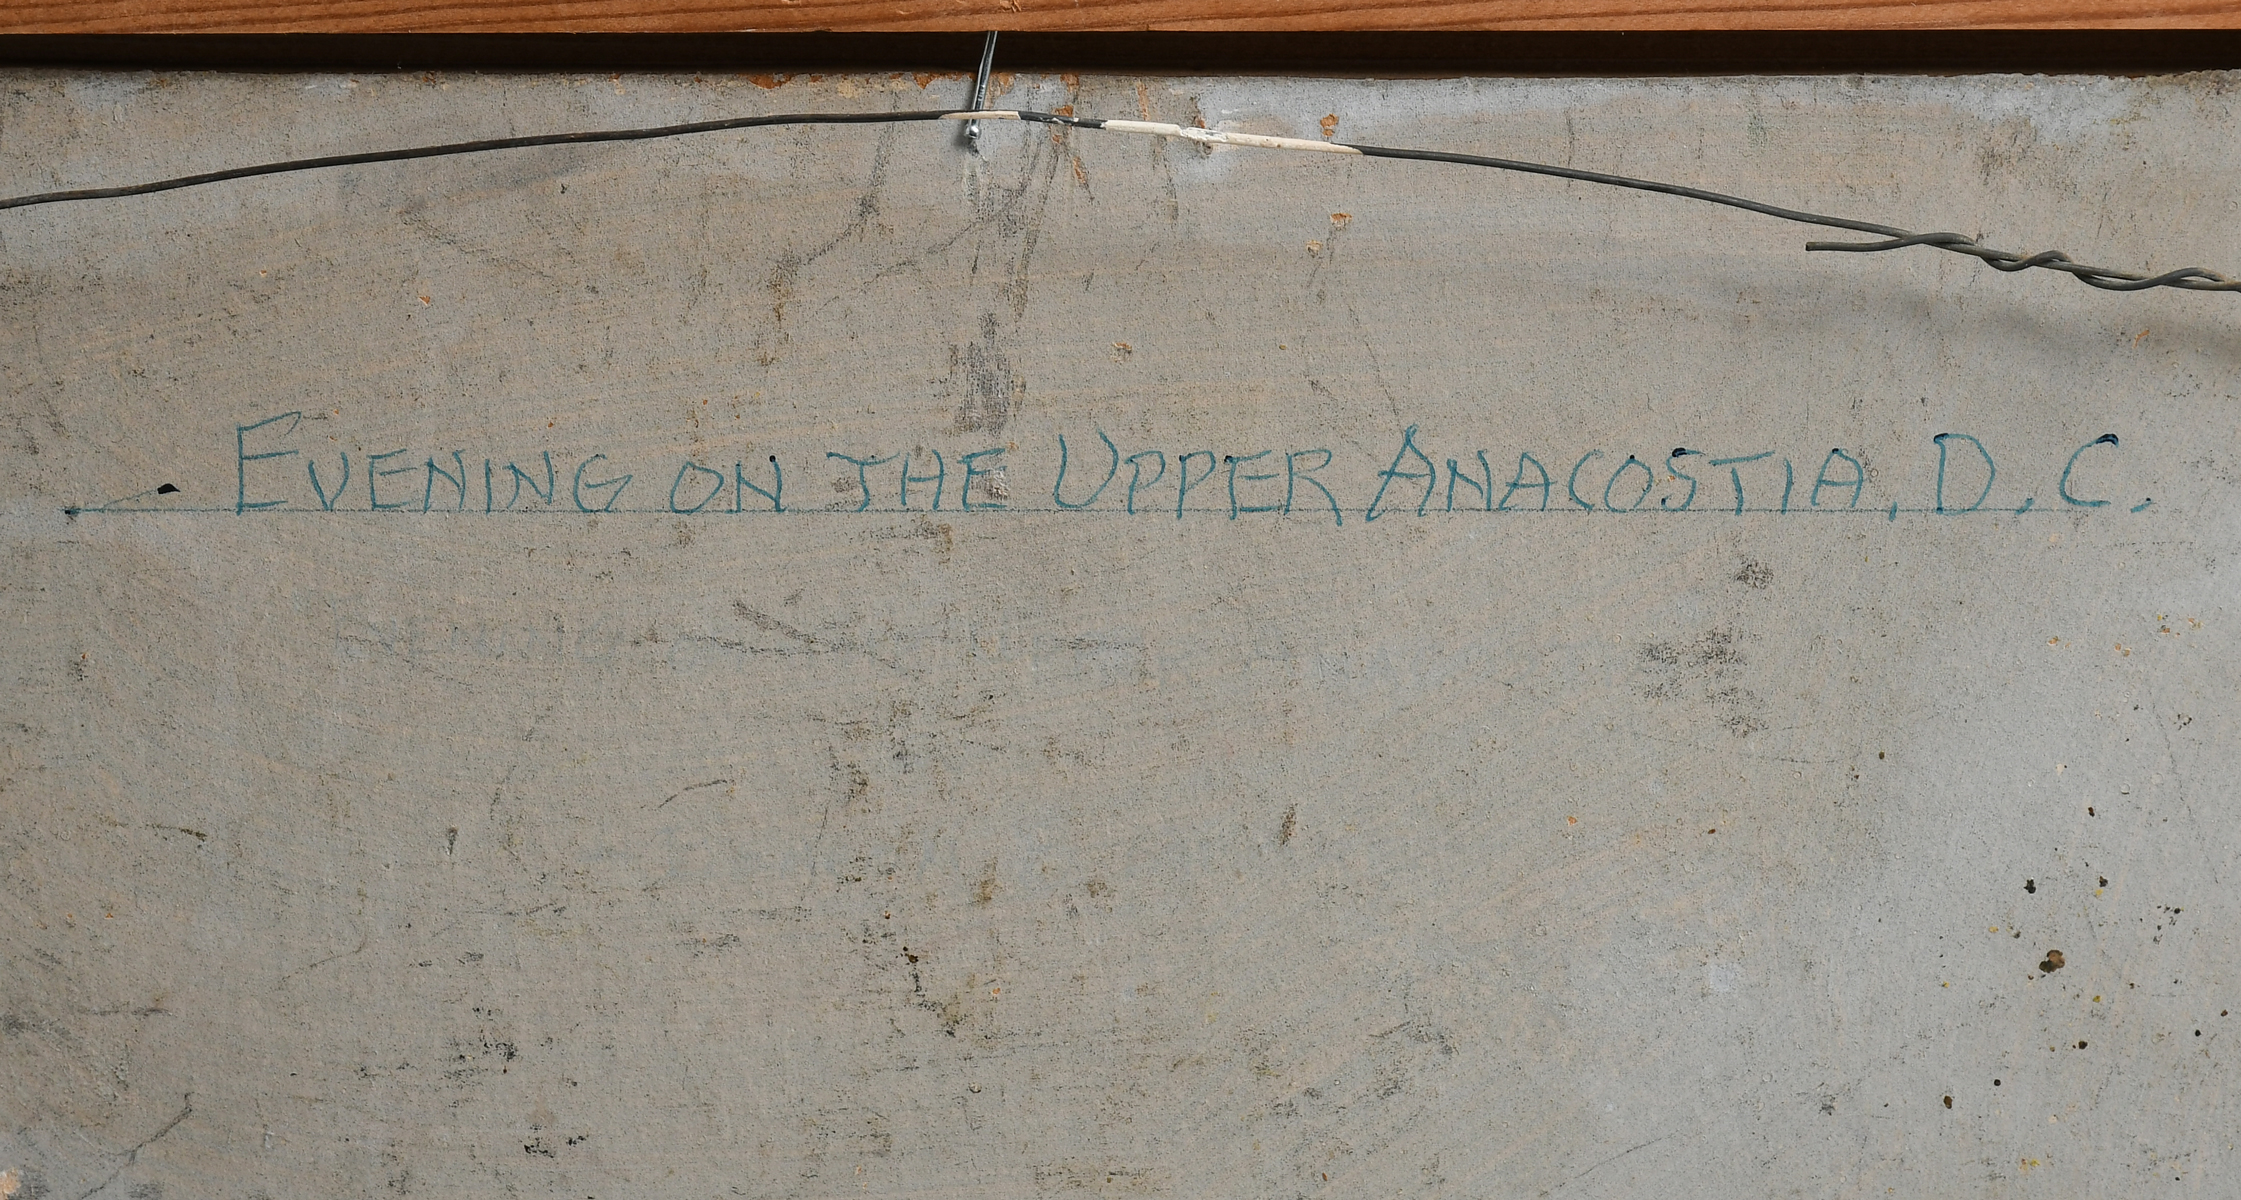 EVENING ON THE UPPER ANACOSTIA, D.C.